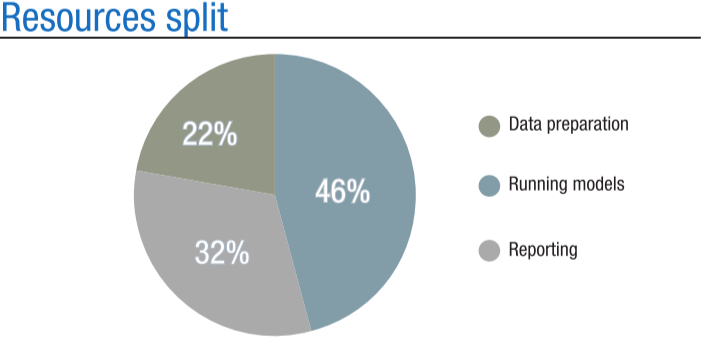 Resources split
22%
46%
32%
Data preparation
Running models
Reporting